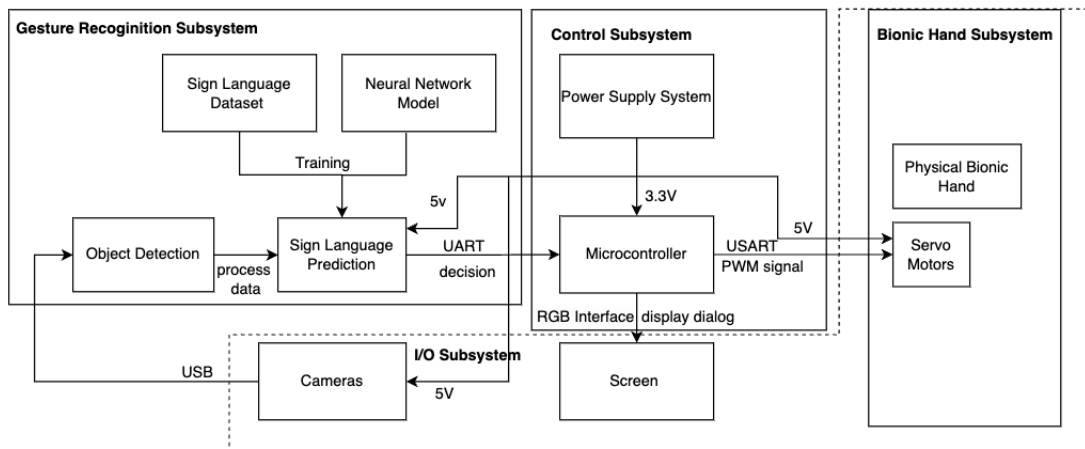 Gesture Recoginition Subsystem
Control Subsystem
Bionic Hand Subsystem
Sign Language
Dataset
Neural Network
Model
Power Supply System
Training
Physical Bionic
Hand
5v
3.3V
5V
Object Detection
process
data
Sign Language
Prediction
UART
decision
Microcontroller
USART
PWM signal
Servo
Motors
RGB Interface display dialog
I/O Subsystem
USB
Cameras
5V
Screen